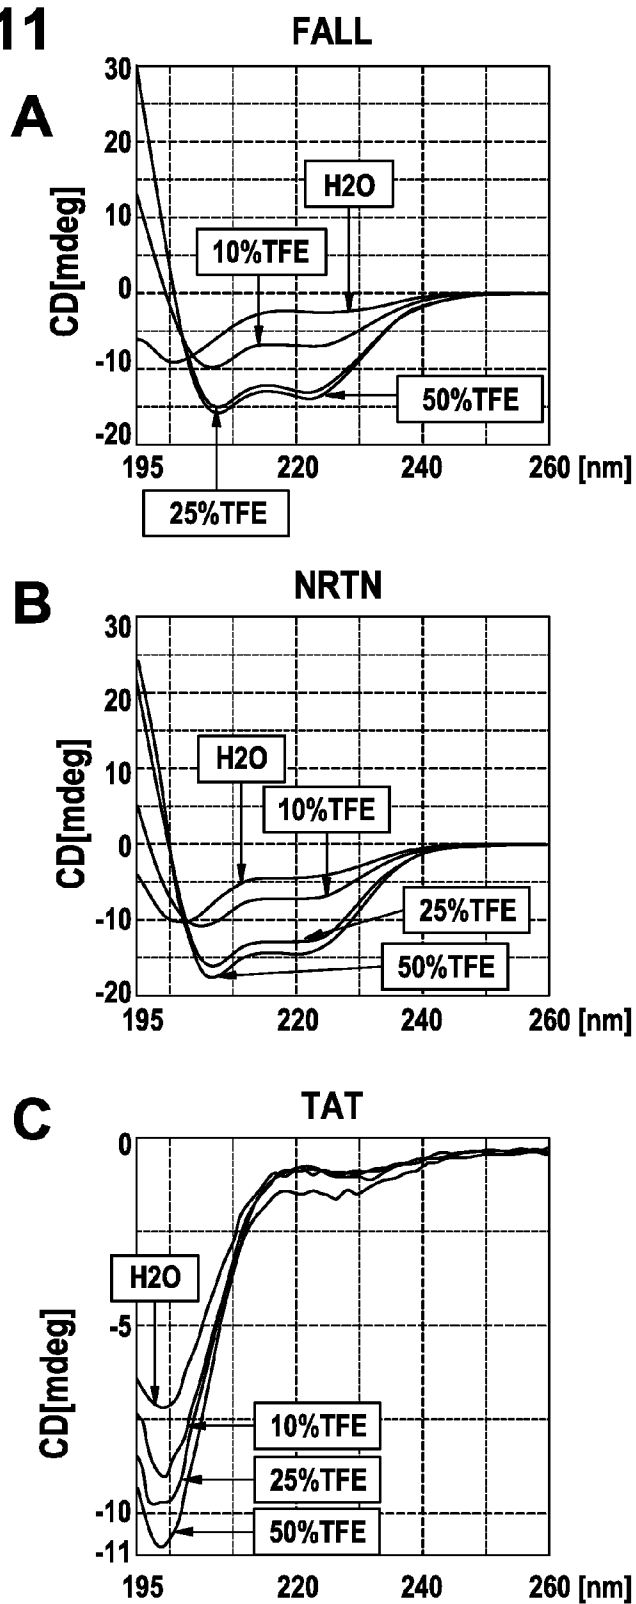 11
FALL
A
30
20
10
0
-10
-20
CD[mdeg]
H2O
10%TFE
50%TFE
195 220 240 260 [nm]
25%TFE
B
NRTN
30
20
10
0
-10
-20
CD[mdeg]
H2O
10%TFE
25%TFE
50%TFE
195 220 240 260 [nm]
C
TAT
0
-5
-10
-11
CD[mdeg]
H2O
10%TFE
25%TFE
50%TFE
195 220 240 260 [nm]